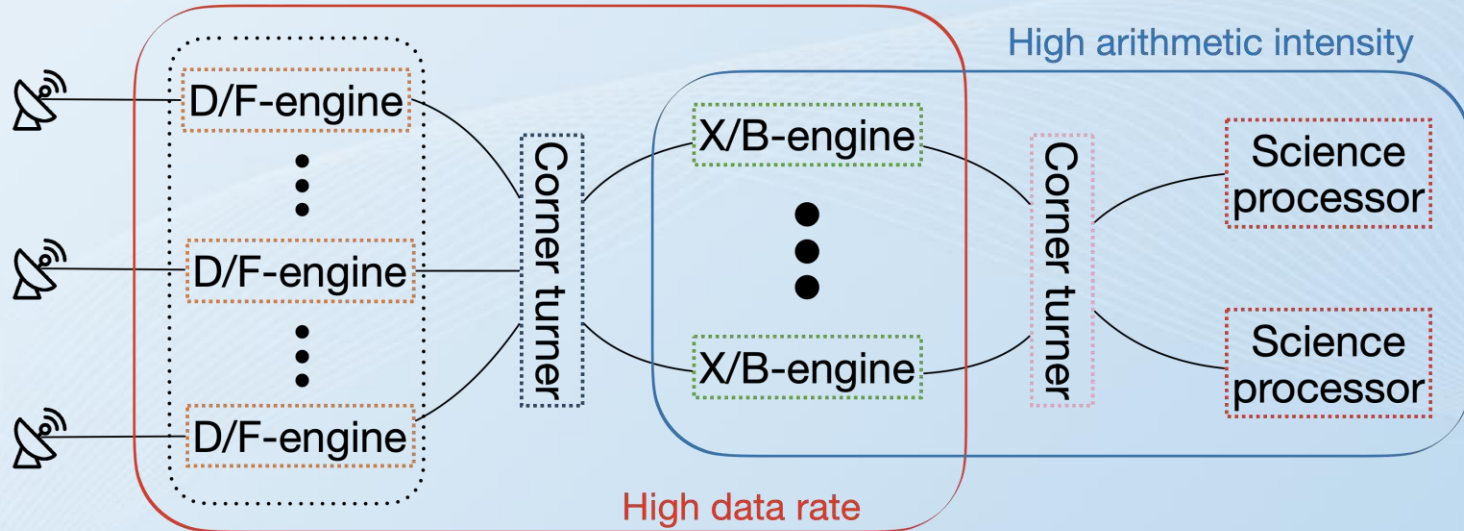 High arithmetic intensity
D/F-engine
D/F-engine
D/F-engine
Corner turner
X/B-engine
X/B-engine
Corner turner
Science
processor
Science
processor
High data rate